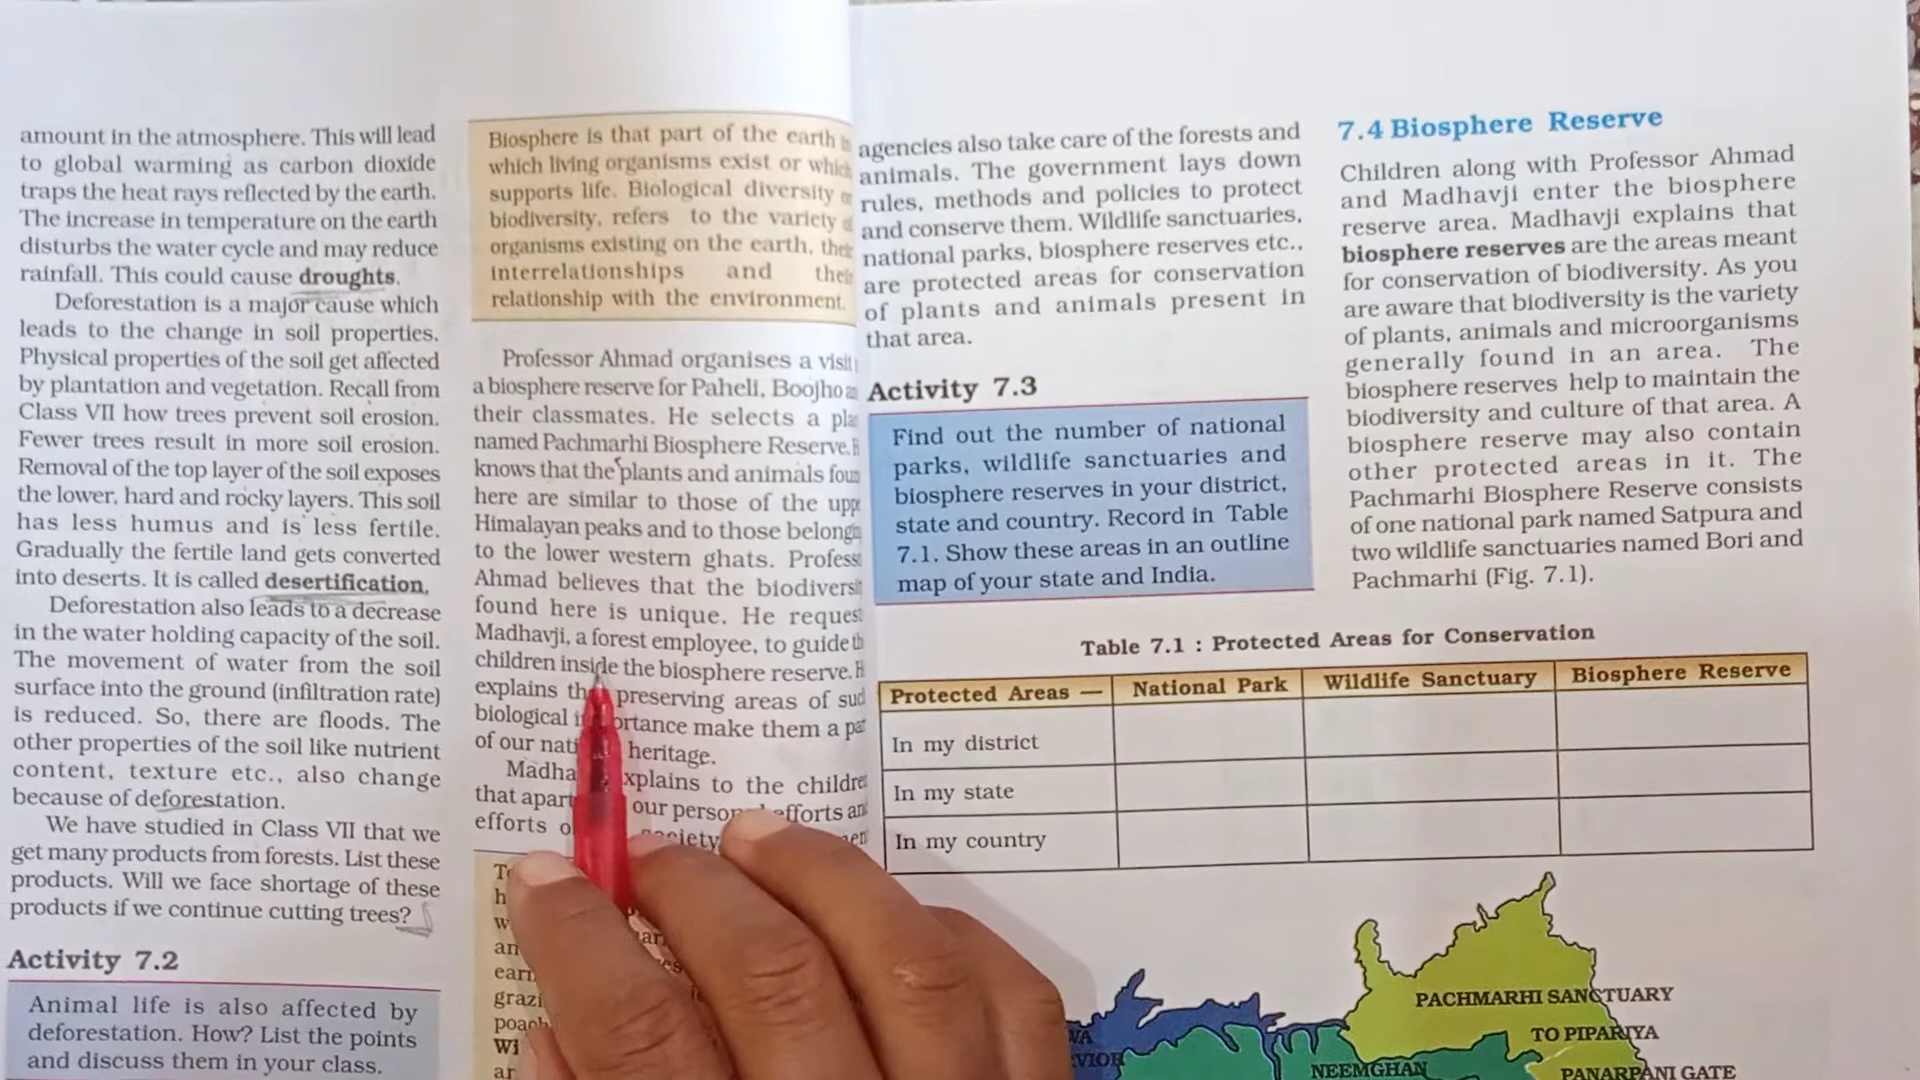 amount in the atmosphere. This will lead
to global warming as carbon dioxide
traps the heat rays reflected by the earth.
The increase in temperature on the earth
disturbs the water cycle and may reduce
rainfall. This could cause droughts.
Deforestation is a major cause which
leads to the change in soil properties.
Physical properties of the soil get affected
by plantation and vegetation. Recall from
Class VII how trees prevent soil erosion.
Fewer trees result in more soil erosion.
Removal of the top layer of the soil exposes
the lower, hard and rocky layers. This soil
has less humus and is less fertile.
Gradually the fertile land gets converted
into deserts. It is called desertification.
Deforestation also leads to a decrease
in the water holding capacity of the soil.
The movement of water from the soil
surface into the ground (infiltration rate)
is reduced. So, there are floods. The
other properties of the soil like nutrient
content, texture etc., also change
because of deforestation.
We have studied in Class VII that we
get many products from forests. List these
products. Will we face shortage of these
products if we continue cutting trees?
Activity 7.2
Animal life is also affected by
deforestation. How? List the points
and discuss them in your class.
Biosphere is that part of the earth
which living organisms exist or which
supports life. Biological diversity
biodiversity, refers to the variety
organisms existing on the earth, their
interrelationships and their
relationship with the environment.
Professor Ahmad organises a visit
a biosphere reserve for Paheli, Boojho
their classmates. He selects a
named Pachmarhi Biosphere Reserve.
knows that the plants and animals
here are similar to those of the
Himalayan peaks and to those
to the lower western ghats.
Ahmad believes that the
found here is unique. He
Madhavji, a forest employee, to guide
children inside the biosphere reserve.
explains preserving areas of
biological make them a
of our heritage.
explains to the
that apart our efforts
efforts
agencies also take care of the forests and
animals. The government lays down
rules, methods and policies to protect
and conserve them. Wildlife sanctuaries,
national parks, biosphere reserves etc.,
are protected areas for conservation
of plants and animals present in
that area.
Activity 7.3
Find out the number of national
parks, wildlife sanctuaries and
biosphere reserves in your district,
state and country. Record in Table
7.1. Show these areas in an outline
map of your state and India.
7.4 Biosphere Reserve
Children along with Professor Ahmad
and Madhavji enter the biosphere
reserve area. Madhavji explains that
biosphere reserves are the areas meant
for conservation of biodiversity. As you
are aware that biodiversity is the variety
of plants, animals and microorganisms
generally found in an area. The
biosphere reserves help to maintain the
biodiversity and culture of that area. A
biosphere reserve may also contain
other protected areas in it. The
Pachmarhi Biosphere Reserve consists
of one national park named Satpura and
two wildlife sanctuaries named Bori and
Pachmarhi (Fig. 7.1).
Table 7.1 : Protected Areas for Conservation
Protected Areas — National Park Wildlife Sanctuary Biosphere Reserve
In my district
In my state
In my country
PACHMARHI SANCTUARY
TO PIPARIYA
NEEMGHAN
PANARPANI GATE